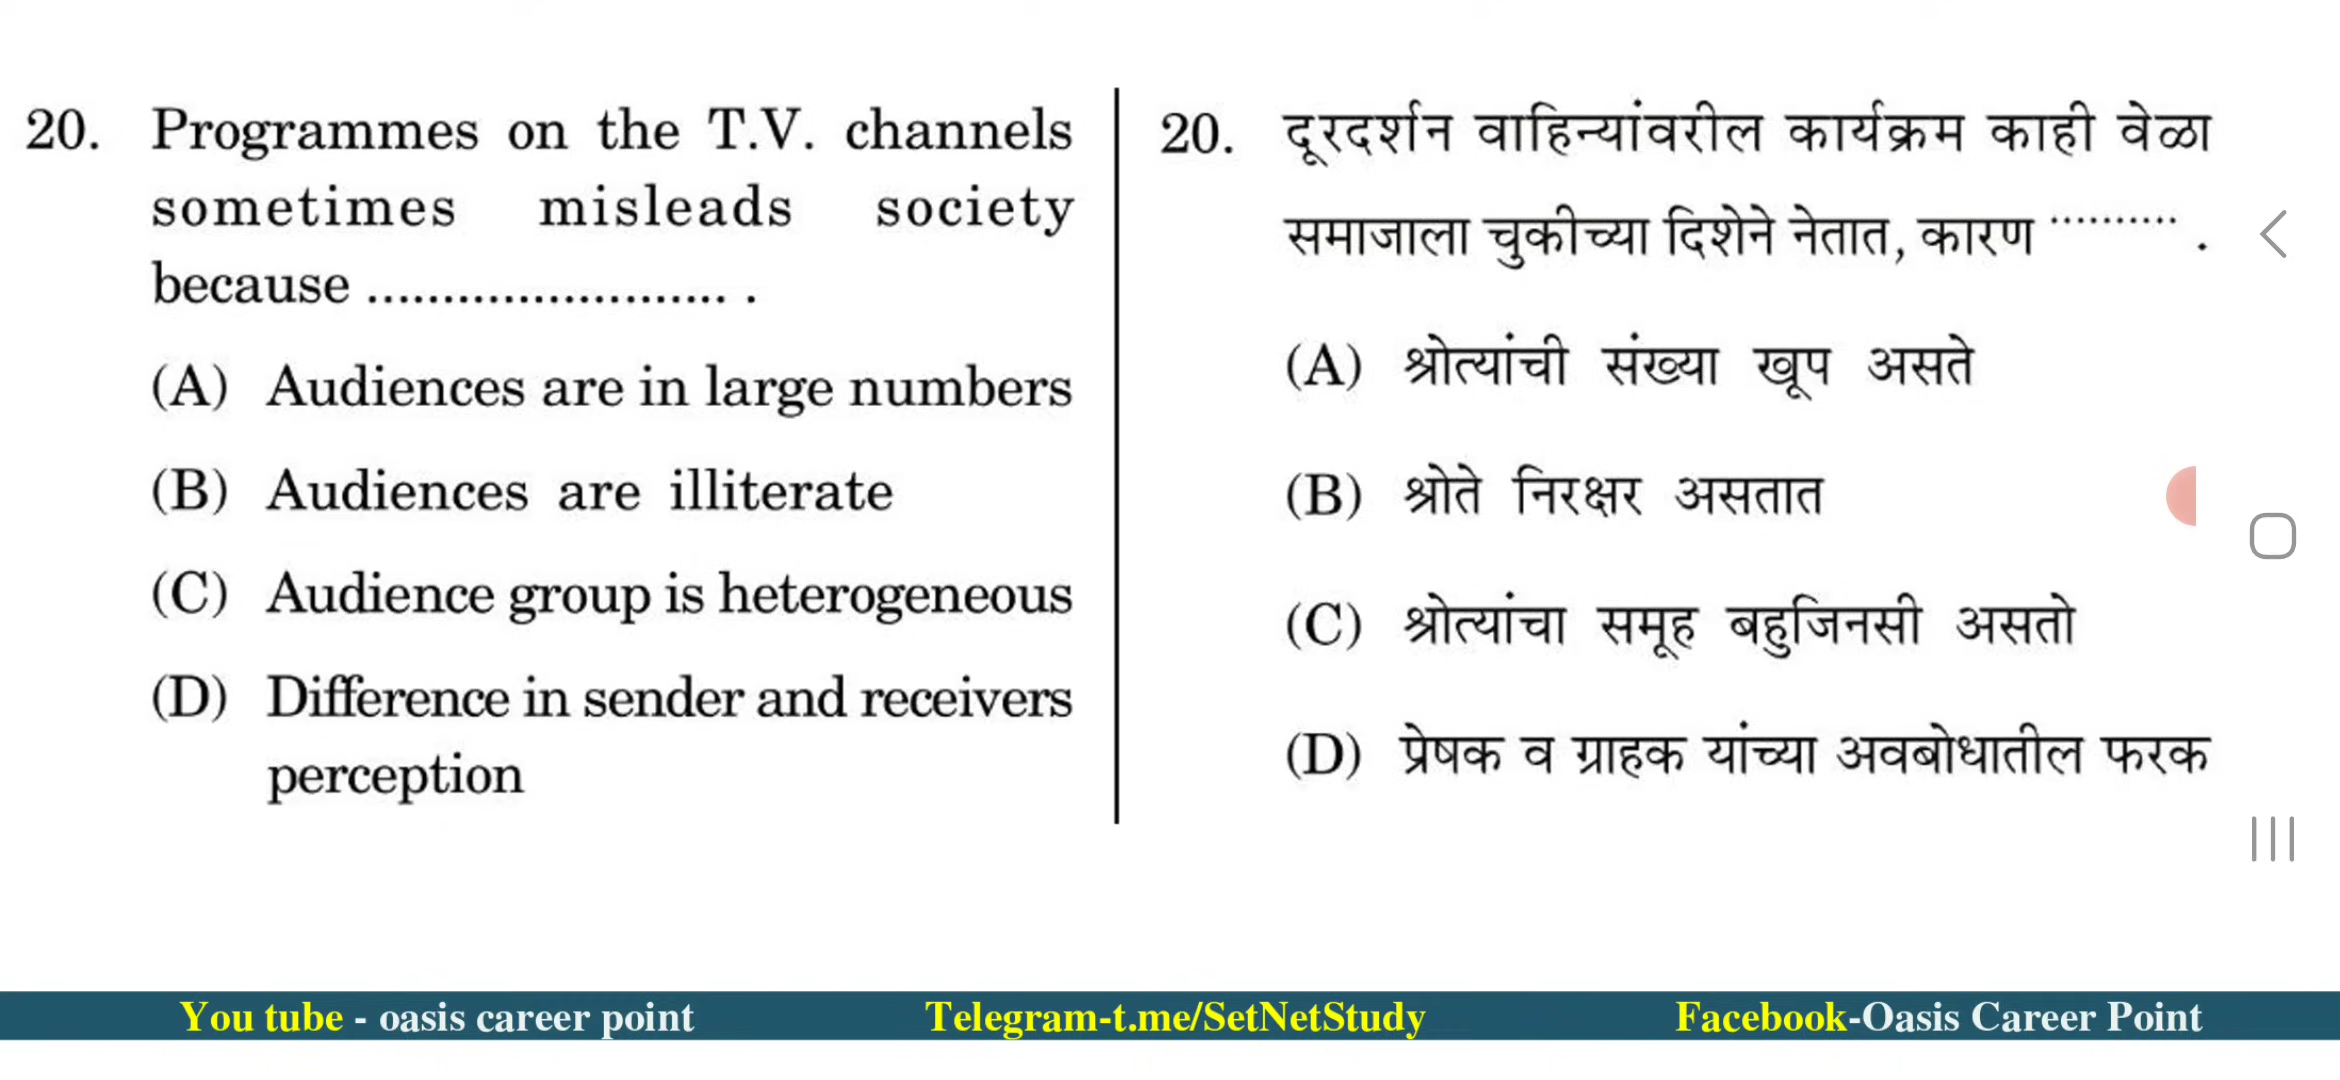 20. Programmes on the T.V. channels
sometimes misleads society
because ........................ .
(A) Audiences are in large numbers
(B) Audiences are illiterate
(C) Audience group is heterogeneous
(D) Difference in sender and receivers
perception
20. दूरदर्शन वाहिन्यांवरील कार्यक्रम काही वेळा
समाजाला चुकीच्या दिशेने नेतात, कारण .......... .
(A) श्रोत्यांची संख्या खूप असते
(B) श्रोते निरक्षर असतात
(C) श्रोत्यांचा समूह बहुजिनसी असतो
(D) प्रेषक व ग्राहक यांच्या अवबोधातील फरक
You tube - oasis career point Telegram-t.me/SetNetStudy Facebook-Oasis Career Point